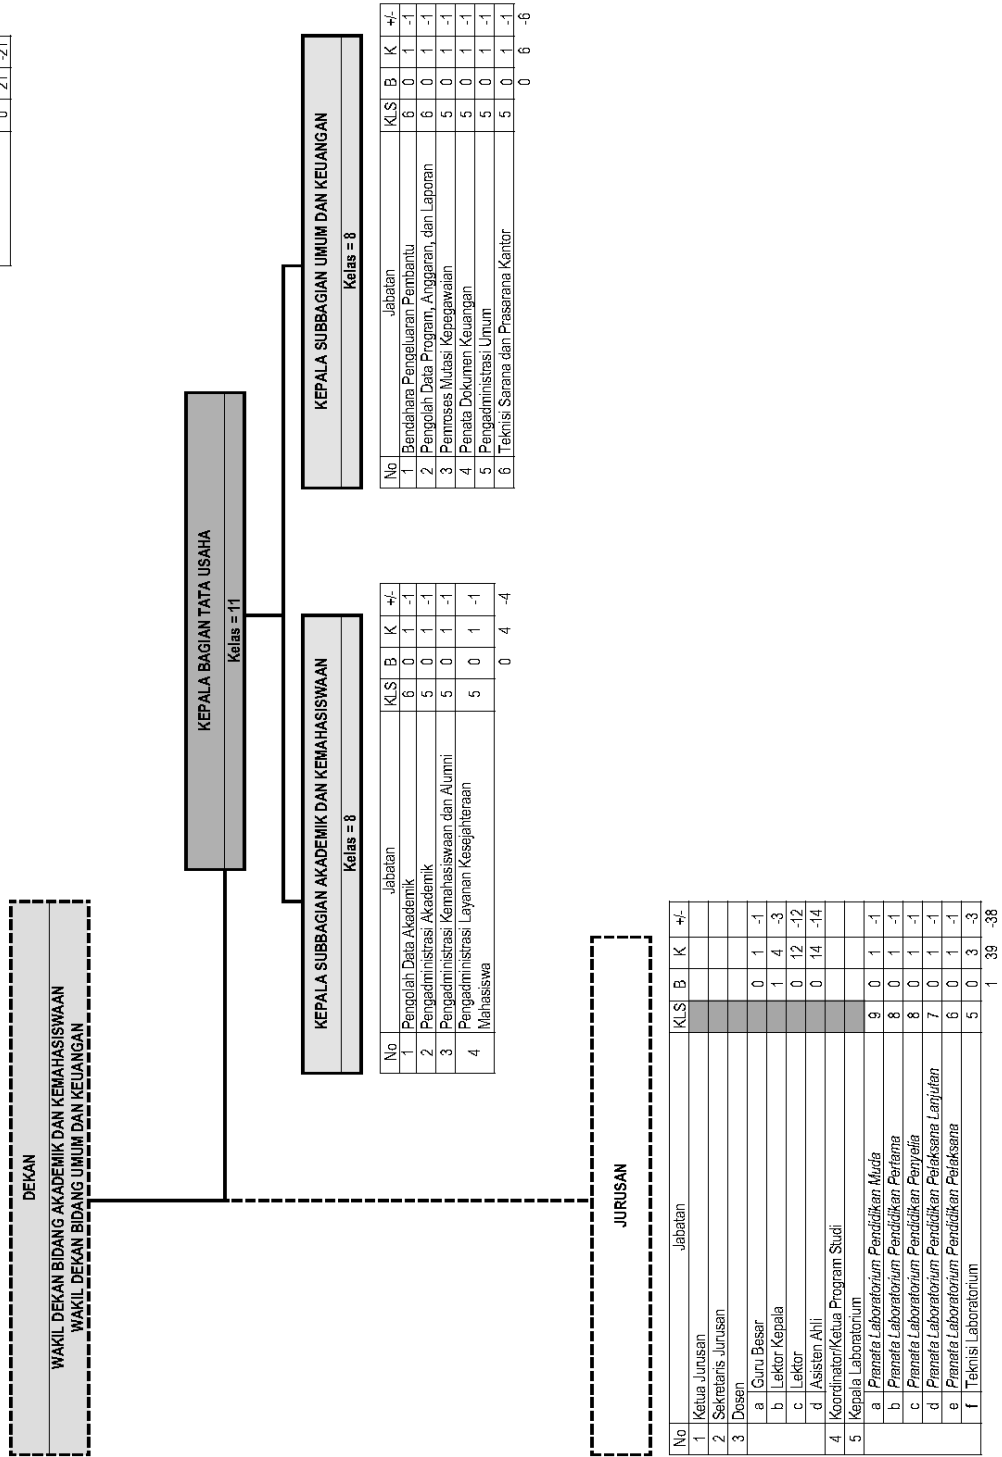 0 21 -21
DEKAN
WAKIL DEKAN BIDANG AKADEMIK DAN KEMAHASISWAAN
WAKIL DEKAN BIDANG UMUM DAN KEUANGAN
KEPALA BAGIAN TATA USAHA
Kelas = 11
KEPALA SUBBAGIAN AKADEMIK DAN KEMAHASISWAAN
Kelas = 8
No Jabatan KLS B K +/-
1 Pengolah Data Akademik 6 0 1 -1
2 Pengadministrasi Akademik 5 0 1 -1
3 Pengadministrasi Kemahasiswaan dan Alumni 5 0 1 -1
4 Pengadministrasi Layanan Kesejahteraan
Mahasiswa 5 0 1 -1
0 4 -4
KEPALA SUBBAGIAN UMUM DAN KEUANGAN
Kelas = 8
No Jabatan KLS B K +/-
1 Bendahara Pengeluaran Pembantu 6 0 1 -1
2 Pengolah Data Program, Anggaran, dan Laporan 6 0 1 -1
3 Pemroses Mutasi Kepegawaian 5 0 1 -1
4 Penata Dokumen Keuangan 5 0 1 -1
5 Pengadministrasi Umum 5 0 1 -1
6 Teknisi Sarana dan Prasarana Kantor 5 0 1 -1
0 6 -6
JURUSAN
No Jabatan KLS B K +/-
1 Ketua Jurusan
2 Sekretaris Jurusan
3 Dosen
a Guru Besar 0 1 -1
b Lektor Kepala 1 4 -3
c Lektor 0 12 -12
d Asisten Ahli 0 14 -14
4 Koordinator/Ketua Program Studi
5 Kepala Laboratorium
a Pranata Laboratorium Pendidikan Muda 9 0 1 -1
b Pranata Laboratorium Pendidikan Pertama 8 0 1 -1
c Pranata Laboratorium Pendidikan Penyelia 8 0 1 -1
d Pranata Laboratorium Pendidikan Pelaksana Lanjutan 7 0 1 -1
e Pranata Laboratorium Pendidikan Pelaksana 6 0 1 -1
f Teknisi Laboratorium 5 0 3 -3
1 39 -38